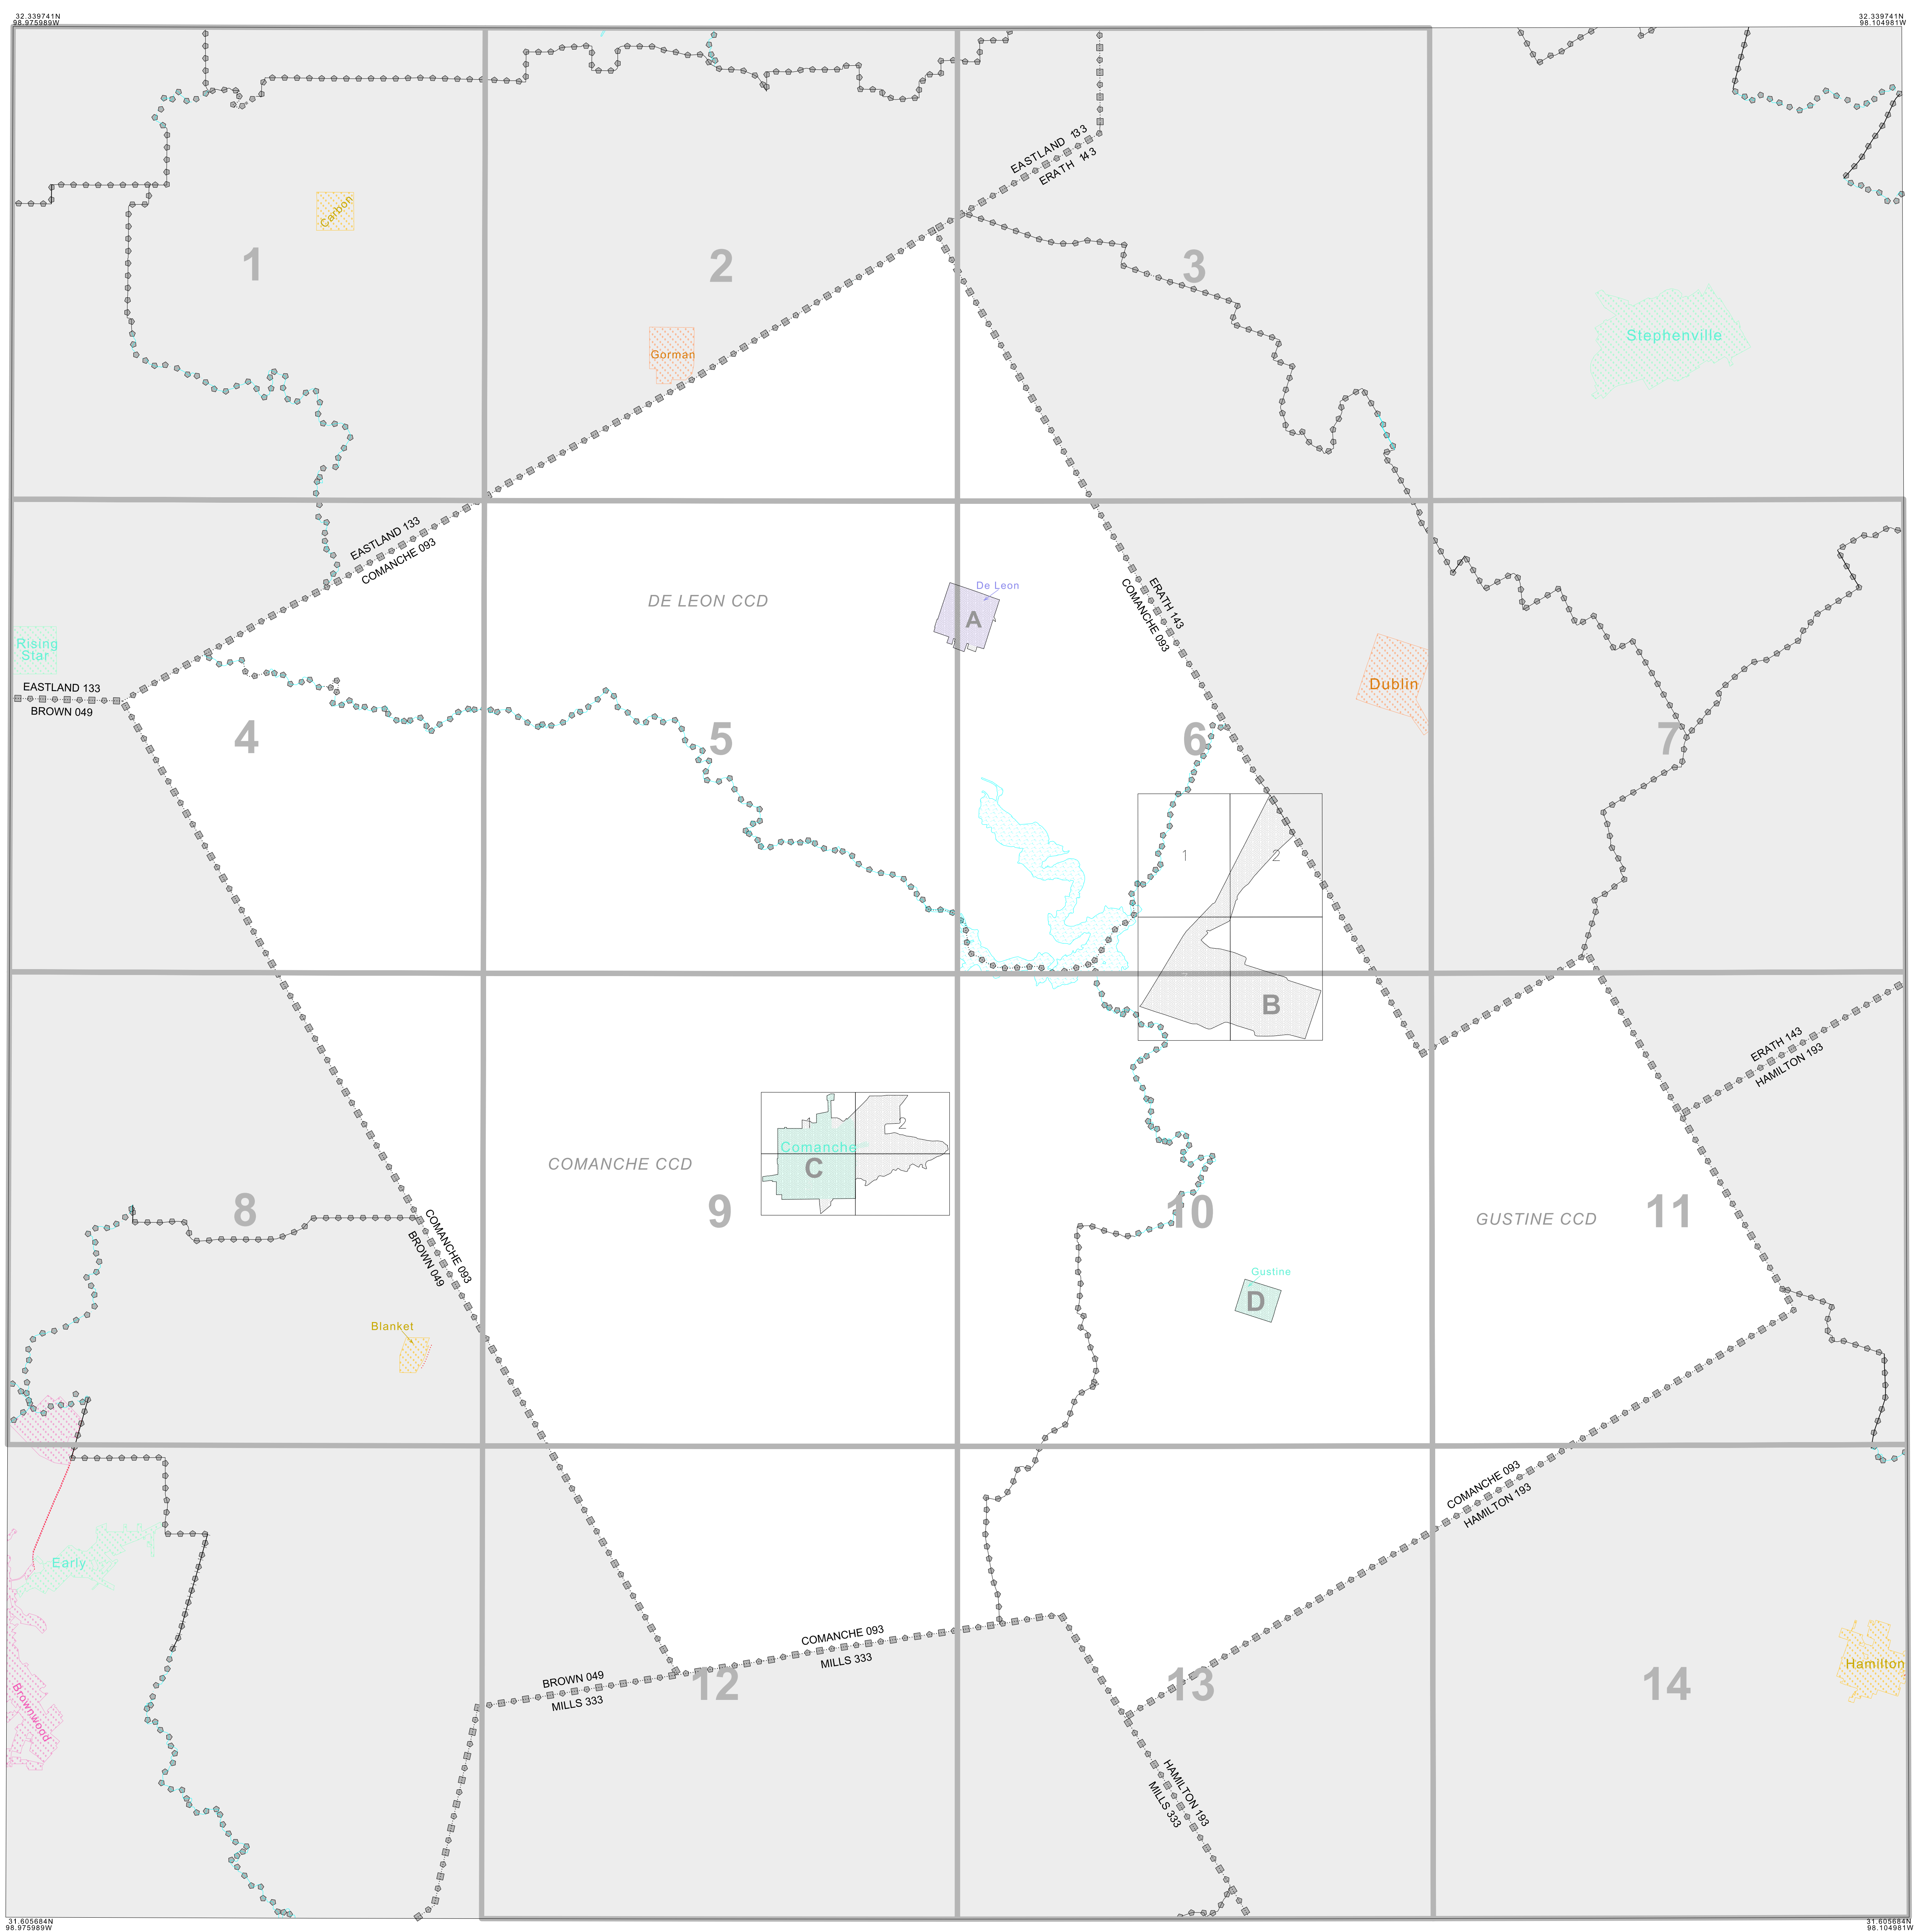 32.339741N
98.975989W
32.339741N
98.104981W
EASTLAND 133
ERATH 143
Carbon
1
2
3
Stephenville
Gorman
EASTLAND 133
COMANCHE 093
De Leon
A
DE LEON CCD
ERATH 143
COMANCHE 093
Rising
Star
Dublin
EASTLAND 133
BROWN 049
4
5
6
7
1
2
B
ERATH 143
HAMILTON 193
2
Comanche
C
COMANCHE CCD
8
9
10
11
GUSTINE CCD
COMANCHE 093
BROWN 049
Gustine
D
Blanket
COMANCHE 093
HAMILTON 193
Early
COMANCHE 093
MILLS 333
Hamilton
BROWN 049
MILLS 333
12
13
14
Brownwood
HAMILTON 193
MILLS 333
31.605684N
98.975989W
31.605684N
98.104981W